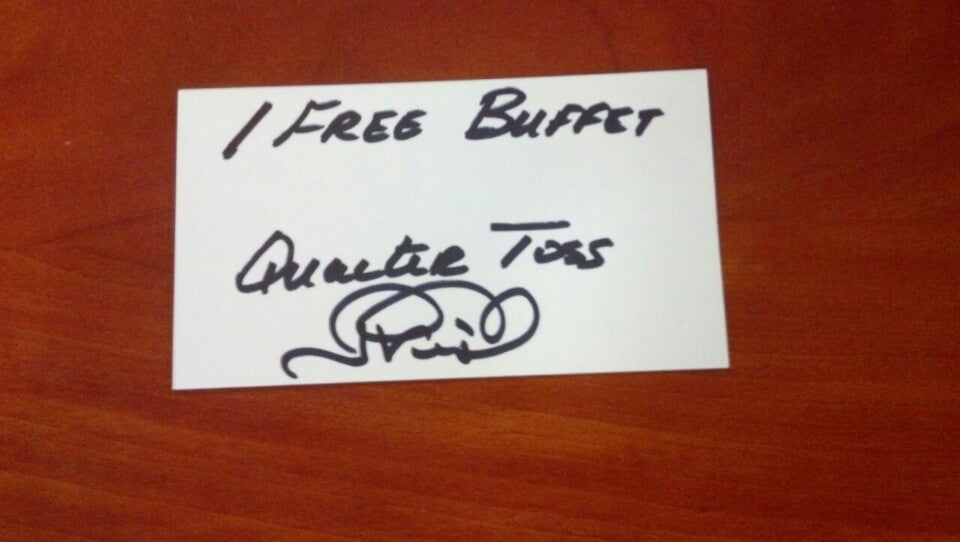 1 FREE BUFFET
QUARTER TOSS